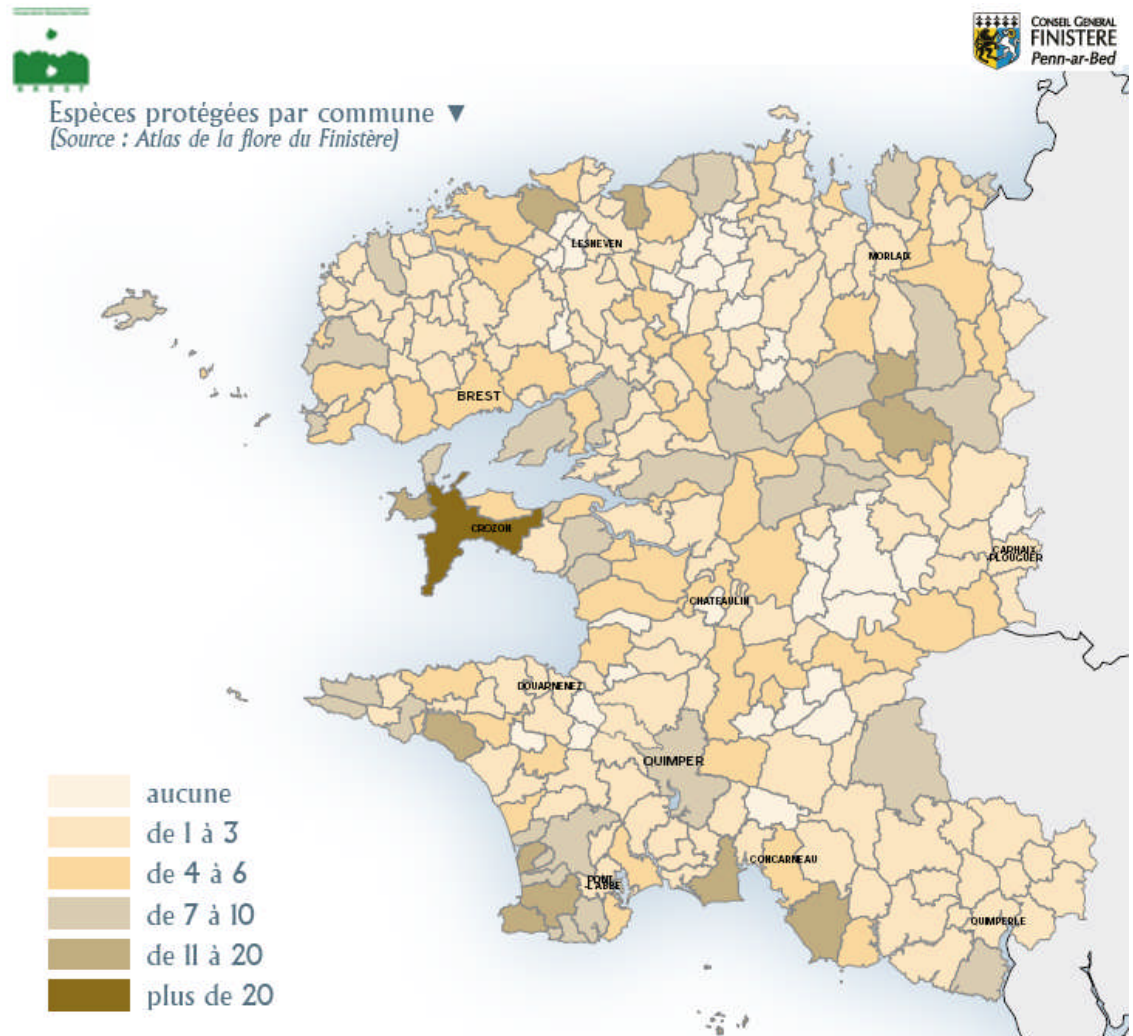 BREST
CONSEIL GENERAL
FINISTERE
Penn-ar-Bed
Espèces protégées par commune ▼
(Source : Atlas de la flore du Finistère)
LESNEVEN
MORLAIX
BREST
CROZON
CARHAIX
-PLOUGUER
CHATEAULIN
DOUARNENEZ
QUIMPER
CONCARNEAU
PONT
-L'ABBE
QUIMPERLE
aucune
de 1 à 3
de 4 à 6
de 7 à 10
de 11 à 20
plus de 20